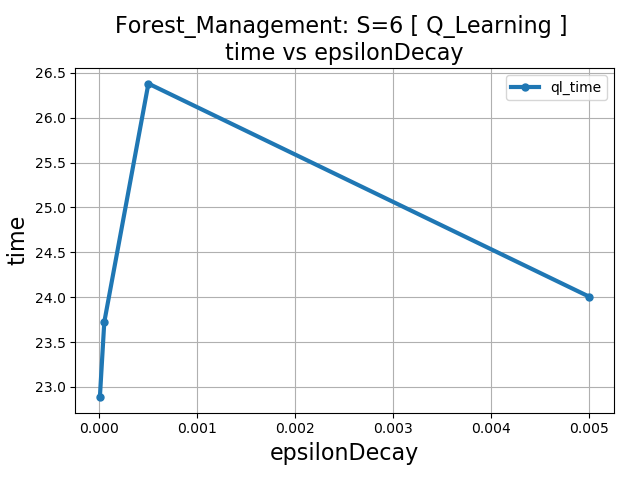 Forest_Management: S=6 [ Q_Learning ]
time vs epsilonDecay
ql_time
26.5
26.0
25.5
25.0
24.5
24.0
23.5
23.0
time
0.000 0.001 0.002 0.003 0.004 0.005
epsilonDecay